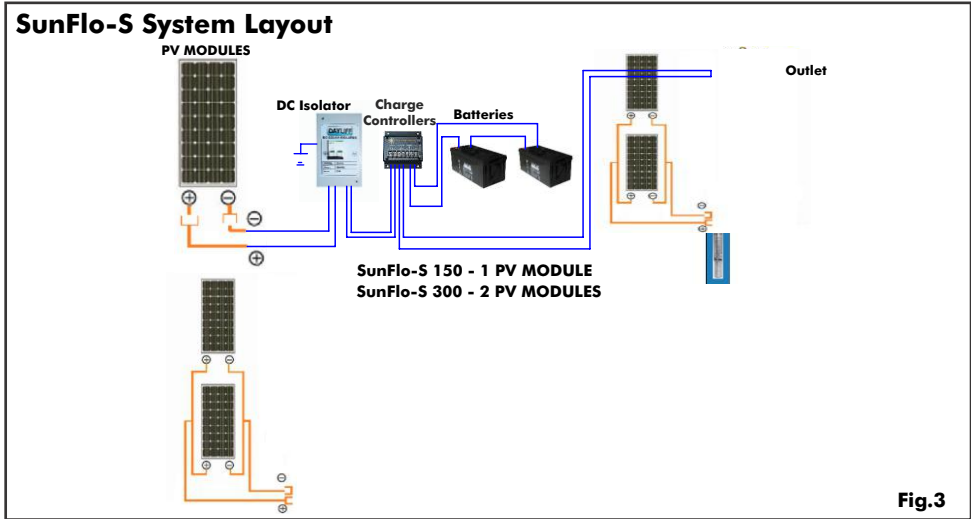 SunFlo-S System Layout
PV MODULES
DC Isolator
Charge
Controllers
Batteries
Outlet
DAYLIFF
SunFlo-S 150 - 1 PV MODULE
SunFlo-S 300 - 2 PV MODULES
Fig.3